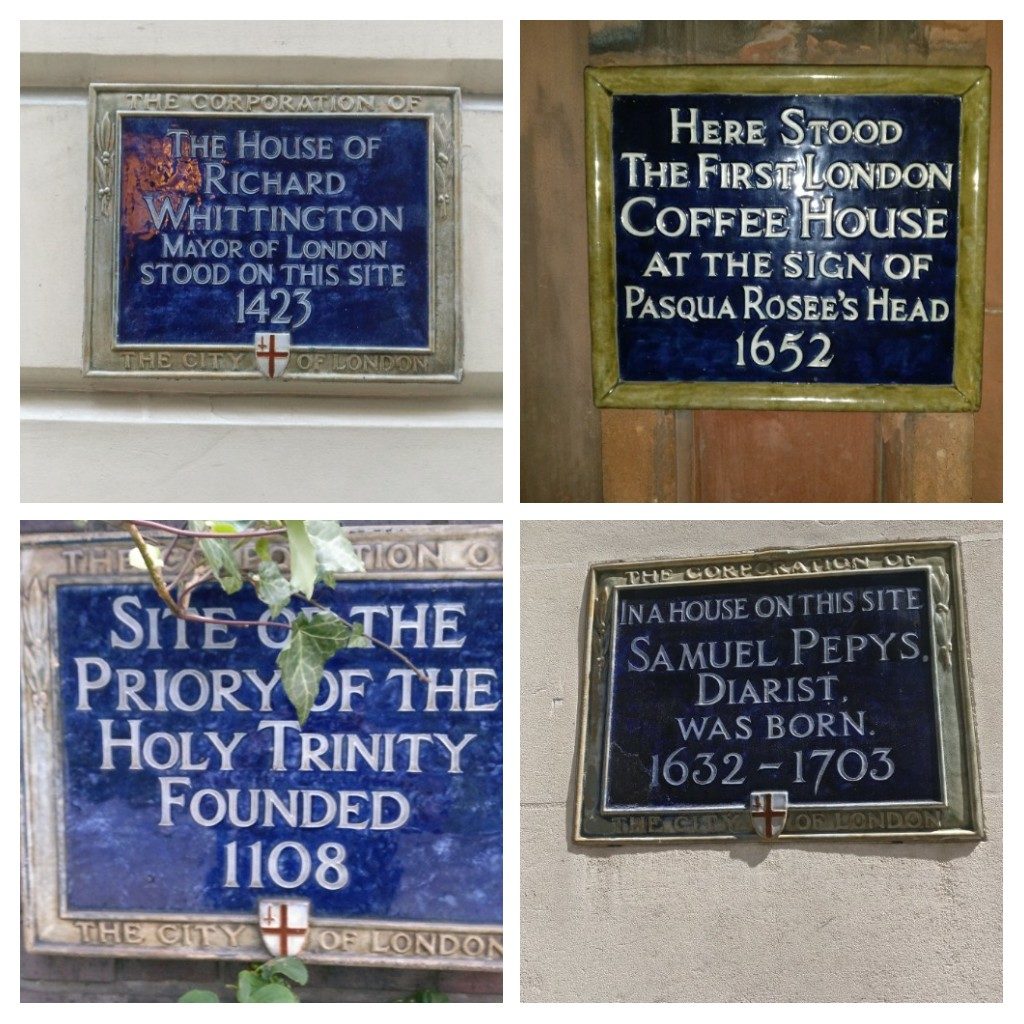 THE CORPORATION OF
THE HOUSE OF
RICHARD
WHITTINGTON
MAYOR OF LONDON
STOOD ON THIS SITE
1423
THE CITY OF LONDON
HERE STOOD
THE FIRST LONDON
COFFEE HOUSE
AT THE SIGN OF
PASQUA ROSEE'S HEAD
1652
THE CORPORATION O
SITE OF THE
PRIORY OF THE
HOLY TRINITY
FOUNDED
1108
THE CITY OF LONDON
THE CORPORATION OF
IN A HOUSE ON THIS SITE
SAMUEL PEPYS.
DIARIST,
WAS BORN.
1632 - 1703
THE CITY OF LONDON